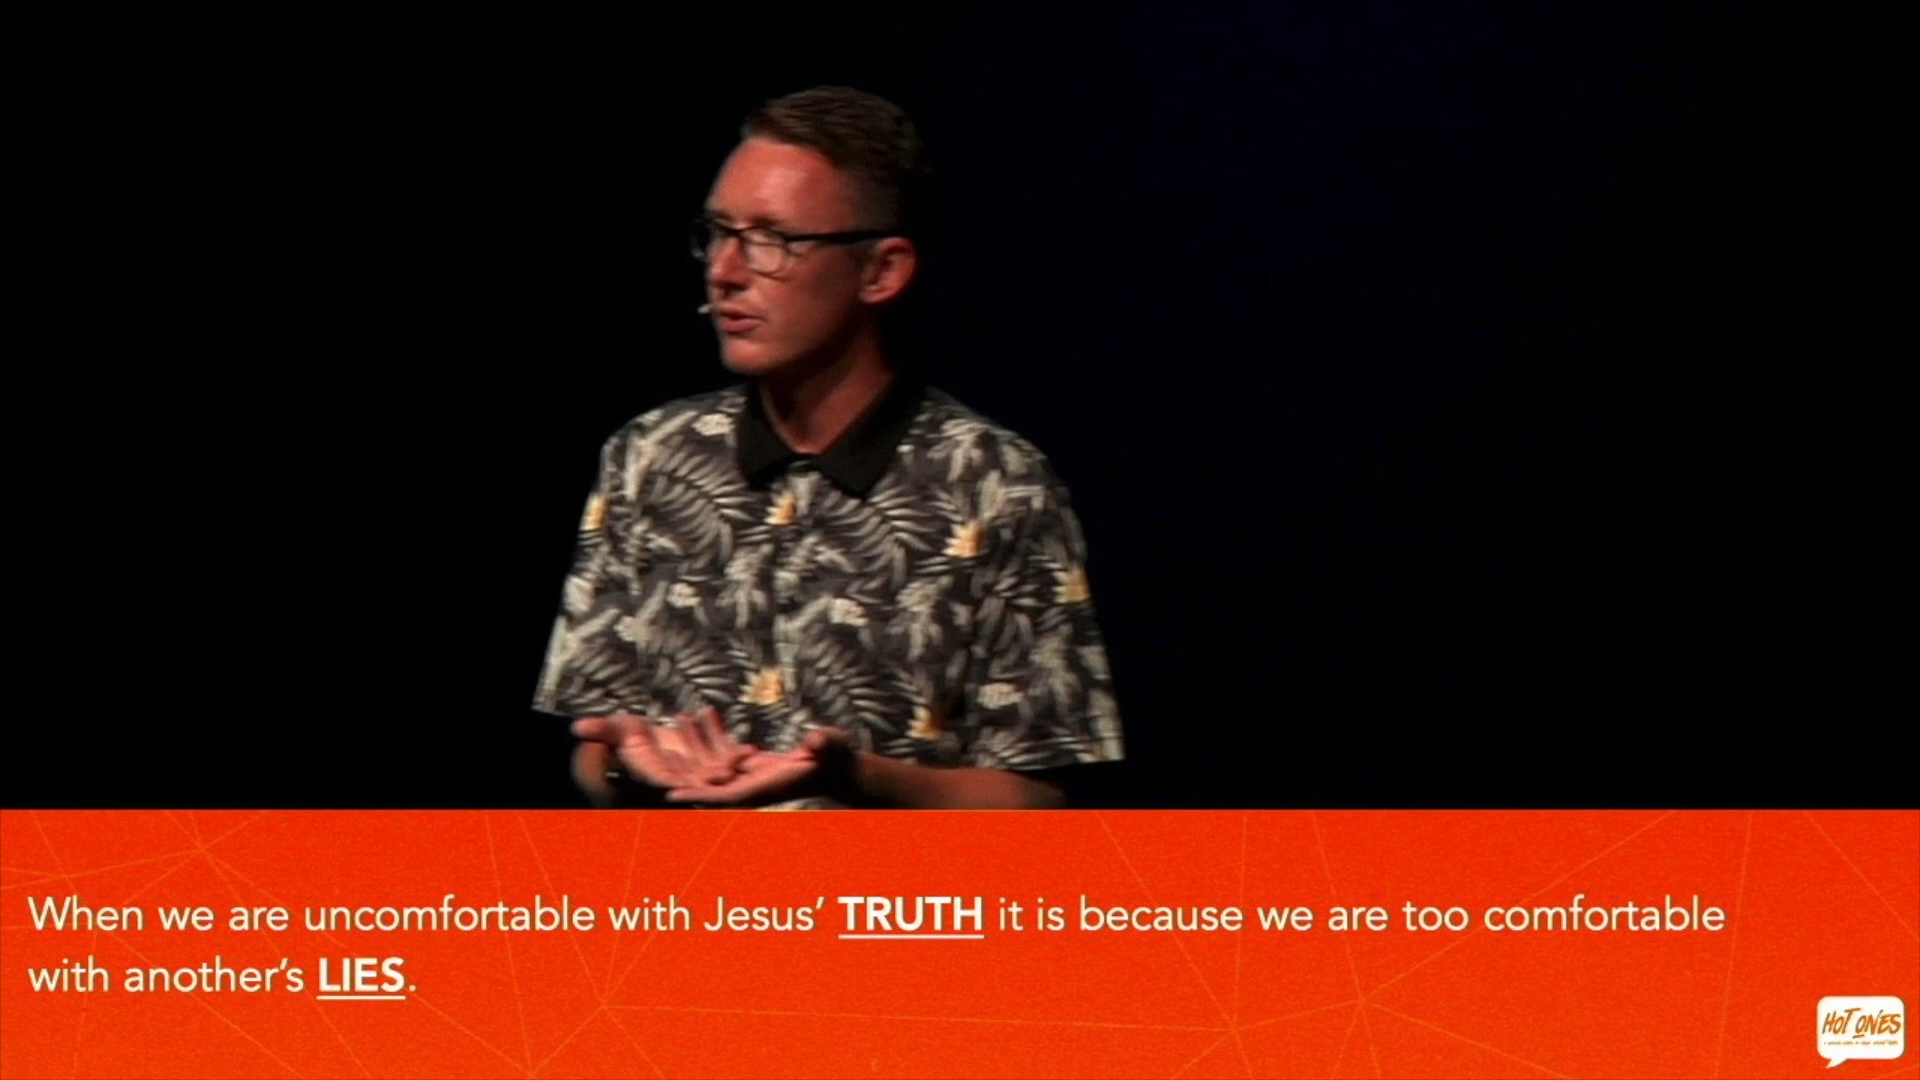 When we are uncomfortable with Jesus’ TRUTH it is because we are too comfortable
with another’s LIES.
HOT ONES